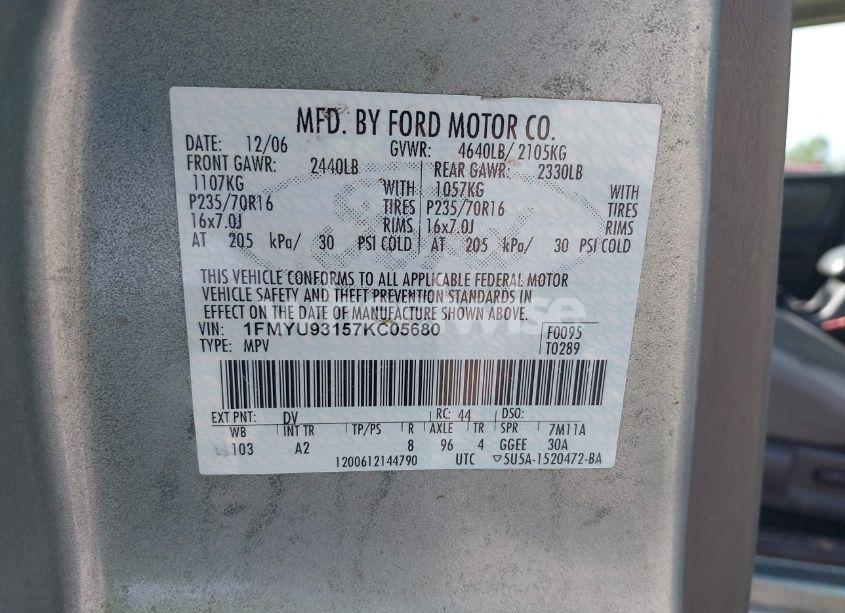 MFD. BY FORD MOTOR CO.
DATE: 12/06 GVWR: 4640LB/ 2105KG
FRONT GAWR: 2440LB REAR GAWR: 2330LB
1107KG WITH 1057KG WITH
P235/70R16 TIRES P235/70R16 TIRES
16x7.0J RIMS 16x7.0J RIMS
AT 205 kPa/ 30 PSI COLD AT 205 kPa/ 30 PSI COLD
THIS VEHICLE CONFORMS TO ALL APPLICABLE FEDERAL MOTOR
VEHICLE SAFETY AND THEFT PREVENTION STANDARDS IN
EFFECT ON THE DATE OF MANUFACTURE SHOWN ABOVE.
VIN: 1FMYU93157KC05680 F0095
TYPE: MPV T0289
EXT PNT: DV RC: 44 DSO:
WB INT TR TP/PS R AXLE TR SPR 7M11A
103 A2 8 96 4 GGEE 30A
1200612144790 UTC ▽5U5A-1520472-BA